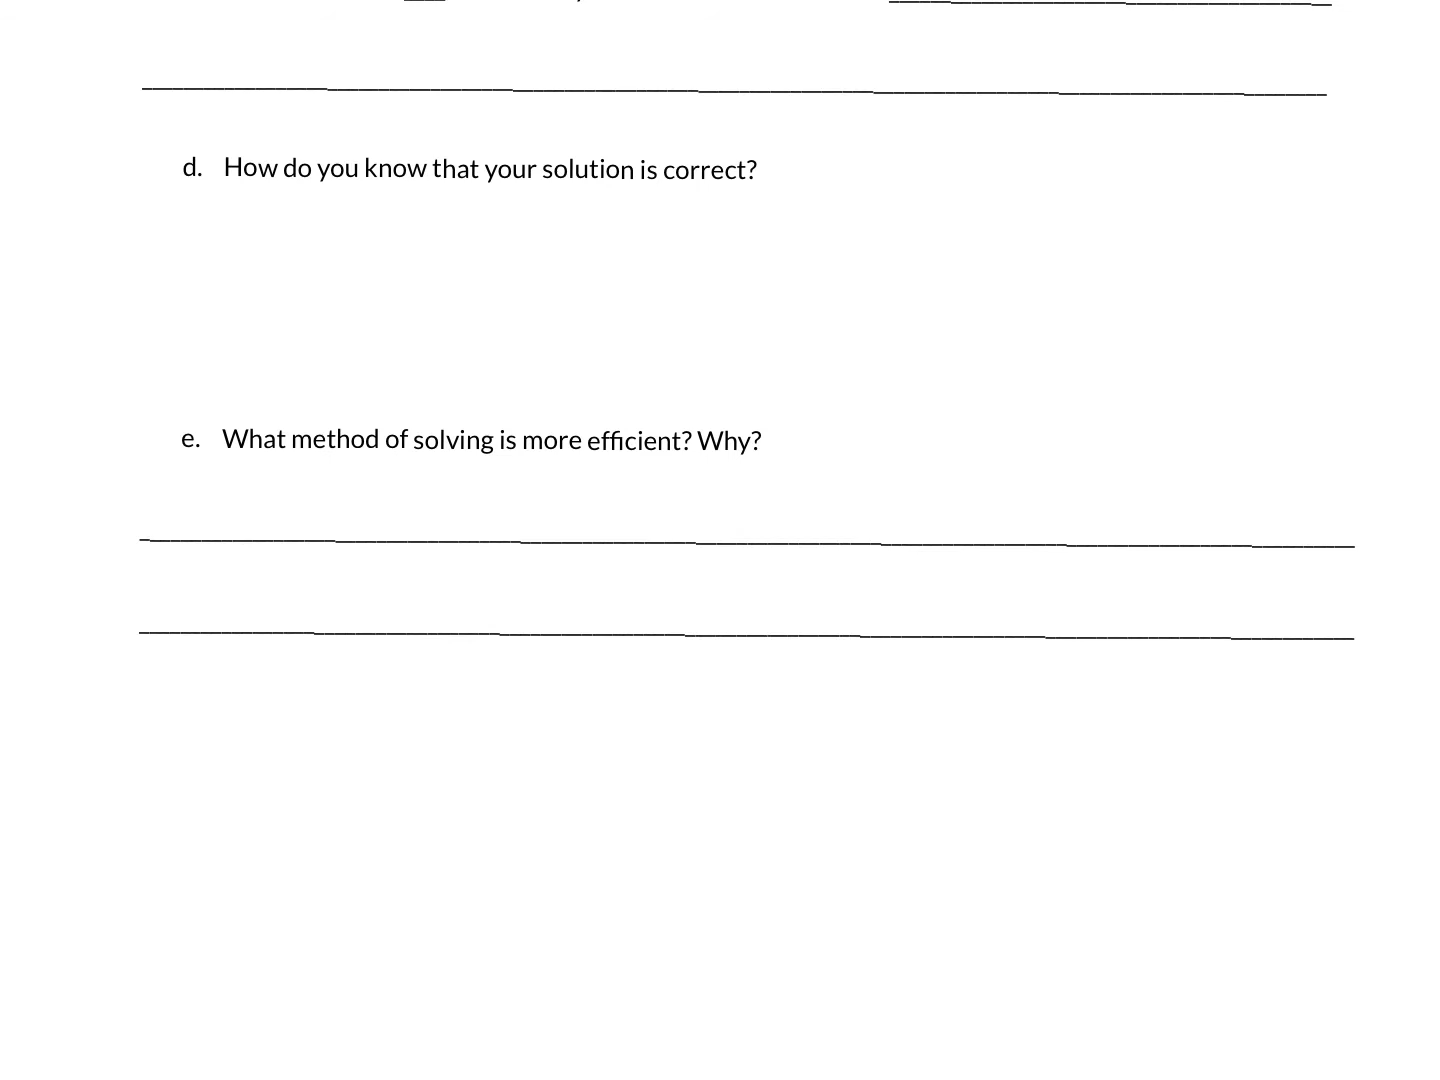 d. How do you know that your solution is correct?
e. What method of solving is more efficient? Why?